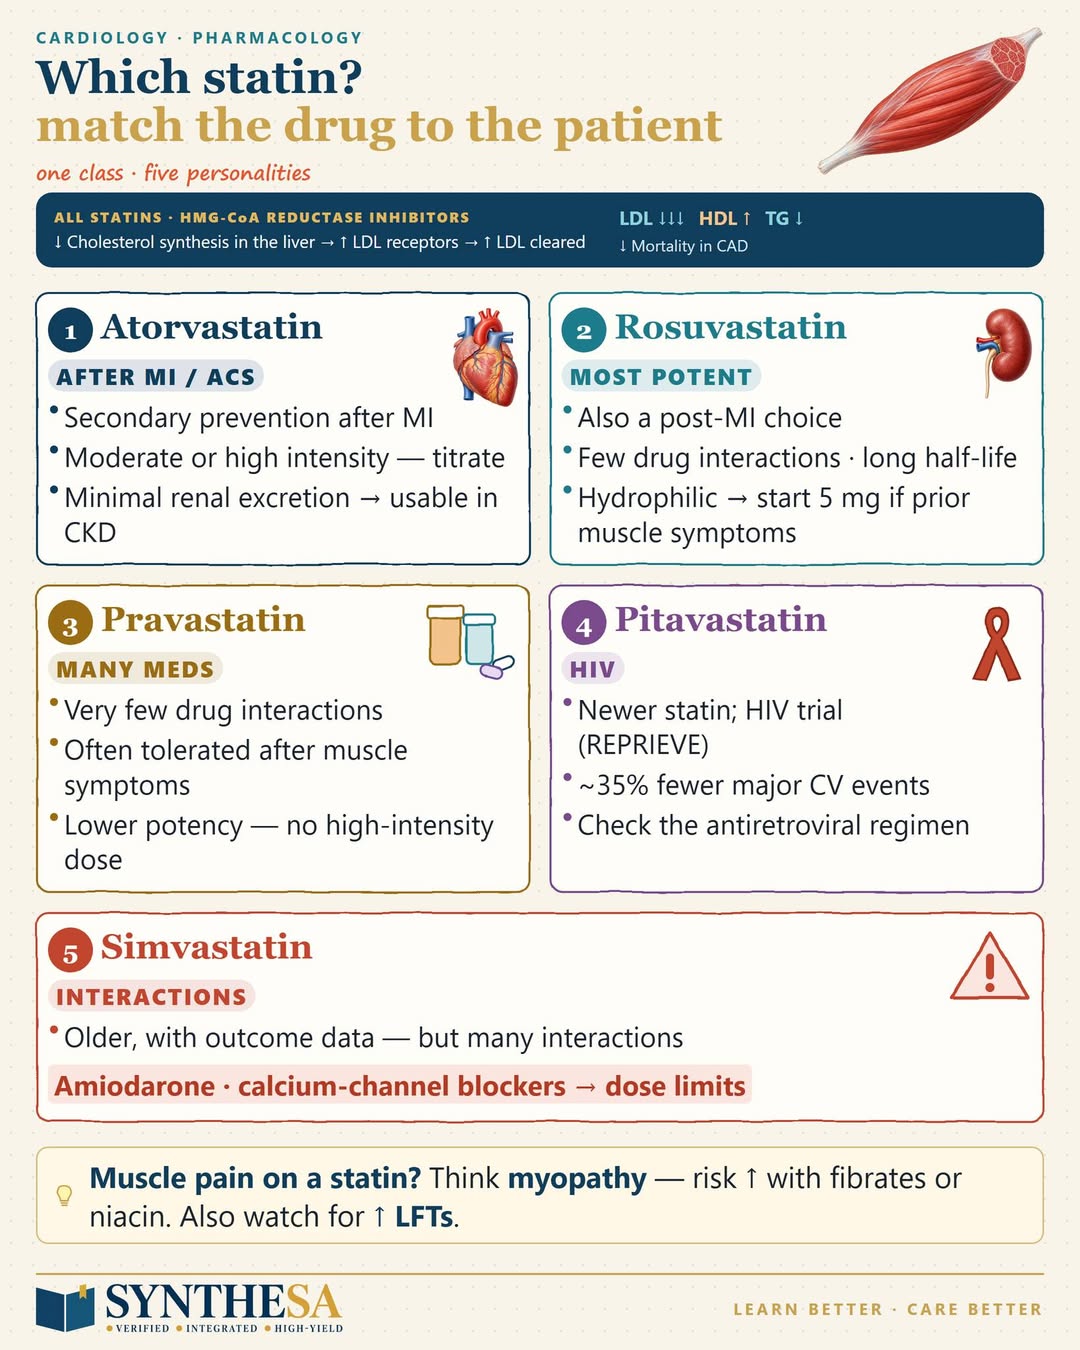 CARDIOLOGY · PHARMACOLOGY
Which statin?
match the drug to the patient
one class · five personalities
ALL STATINS · HMG-CoA REDUCTASE INHIBITORS
↓ Cholesterol synthesis in the liver → ↑ LDL receptors → ↑ LDL cleared
LDL ↓↓↓ HDL ↑ TG ↓
↓ Mortality in CAD
1 Atorvastatin
AFTER MI / ACS
• Secondary prevention after MI
• Moderate or high intensity — titrate
• Minimal renal excretion → usable in
CKD
2 Rosuvastatin
MOST POTENT
• Also a post-MI choice
• Few drug interactions · long half-life
• Hydrophilic → start 5 mg if prior
muscle symptoms
3 Pravastatin
MANY MEDS
• Very few drug interactions
• Often tolerated after muscle
symptoms
• Lower potency — no high-intensity
dose
4 Pitavastatin
HIV
• Newer statin; HIV trial
(REPRIEVE)
• ~35% fewer major CV events
• Check the antiretroviral regimen
5 Simvastatin
INTERACTIONS
• Older, with outcome data — but many interactions
Amiodarone · calcium-channel blockers → dose limits
Muscle pain on a statin? Think myopathy — risk ↑ with fibrates or
niacin. Also watch for ↑ LFTs.
SYNTHESA
• VERIFIED • INTEGRATED • HIGH-YIELD
LEARN BETTER · CARE BETTER